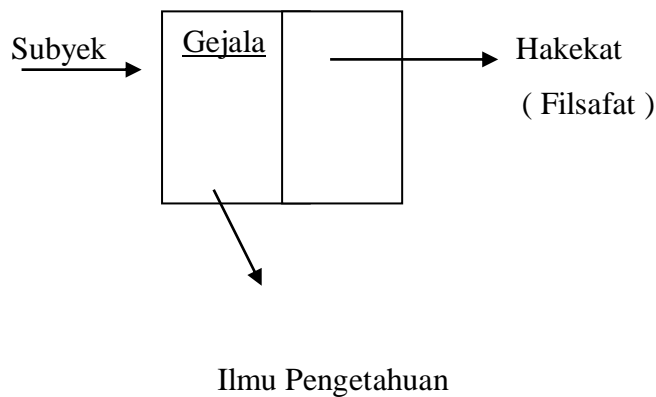 Subyek
Gejala
Hakekat
( Filsafat )
Ilmu Pengetahuan